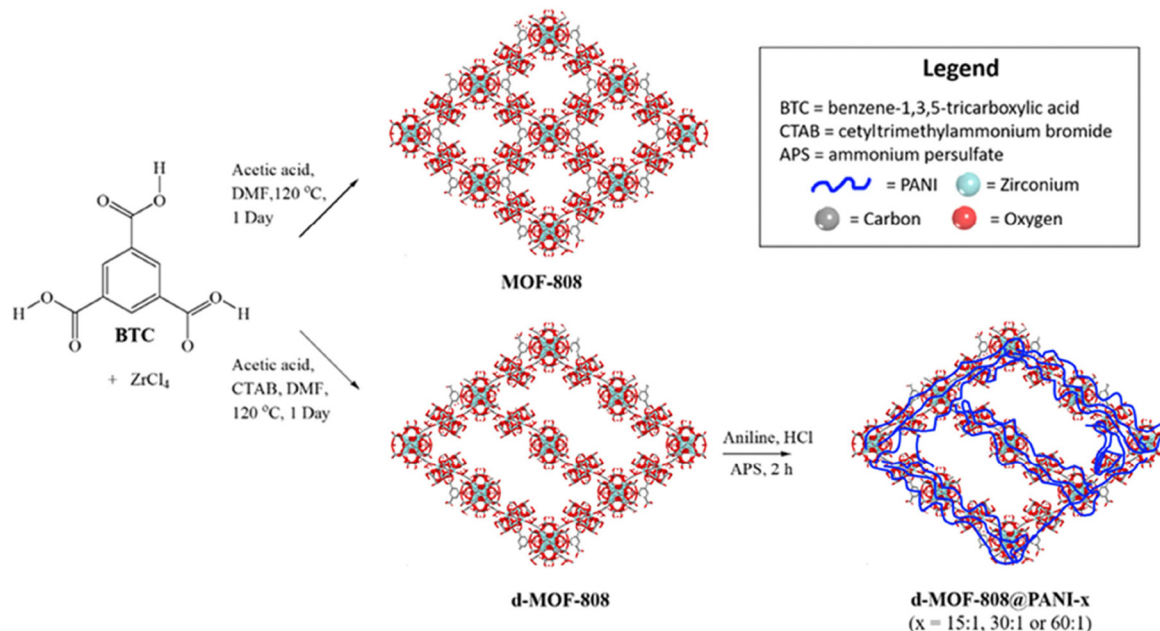 Legend
BTC = benzene-1,3,5-tricarboxylic acid
CTAB = cetyltrimethylammonium bromide
APS = ammonium persulfate
= PANI
= Zirconium
= Carbon
= Oxygen
Acetic acid,
DMF,120 °C,
1 Day
MOF-808
H
O
O
H
O
O
O
H
O
BTC
+ ZrCl₄
Acetic acid,
CTAB, DMF,
120 °C, 1 Day
d-MOF-808
Aniline, HCl
APS, 2 h
d-MOF-808@PANI-x
(x = 15:1, 30:1 or 60:1)